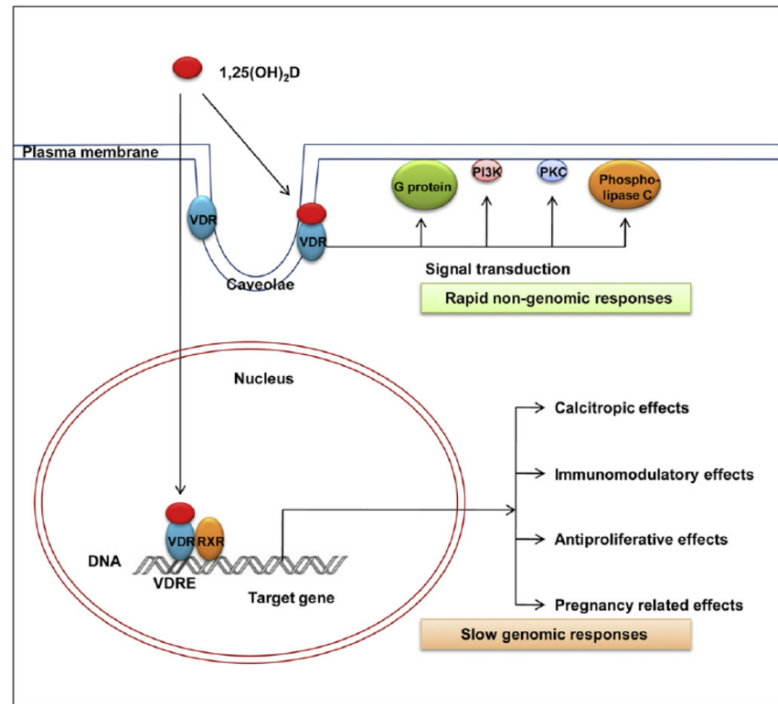 1,25(OH)₂D
Plasma membrane
VDR
VDR
G protein
PI3K
PKC
Phospho-
lipase C
Caveolae
Signal transduction
Rapid non-genomic responses
Nucleus
Calcitropic effects
Immunomodulatory effects
VDR
RXR
Antiproliferative effects
DNA
VDRE
Target gene
Pregnancy related effects
Slow genomic responses